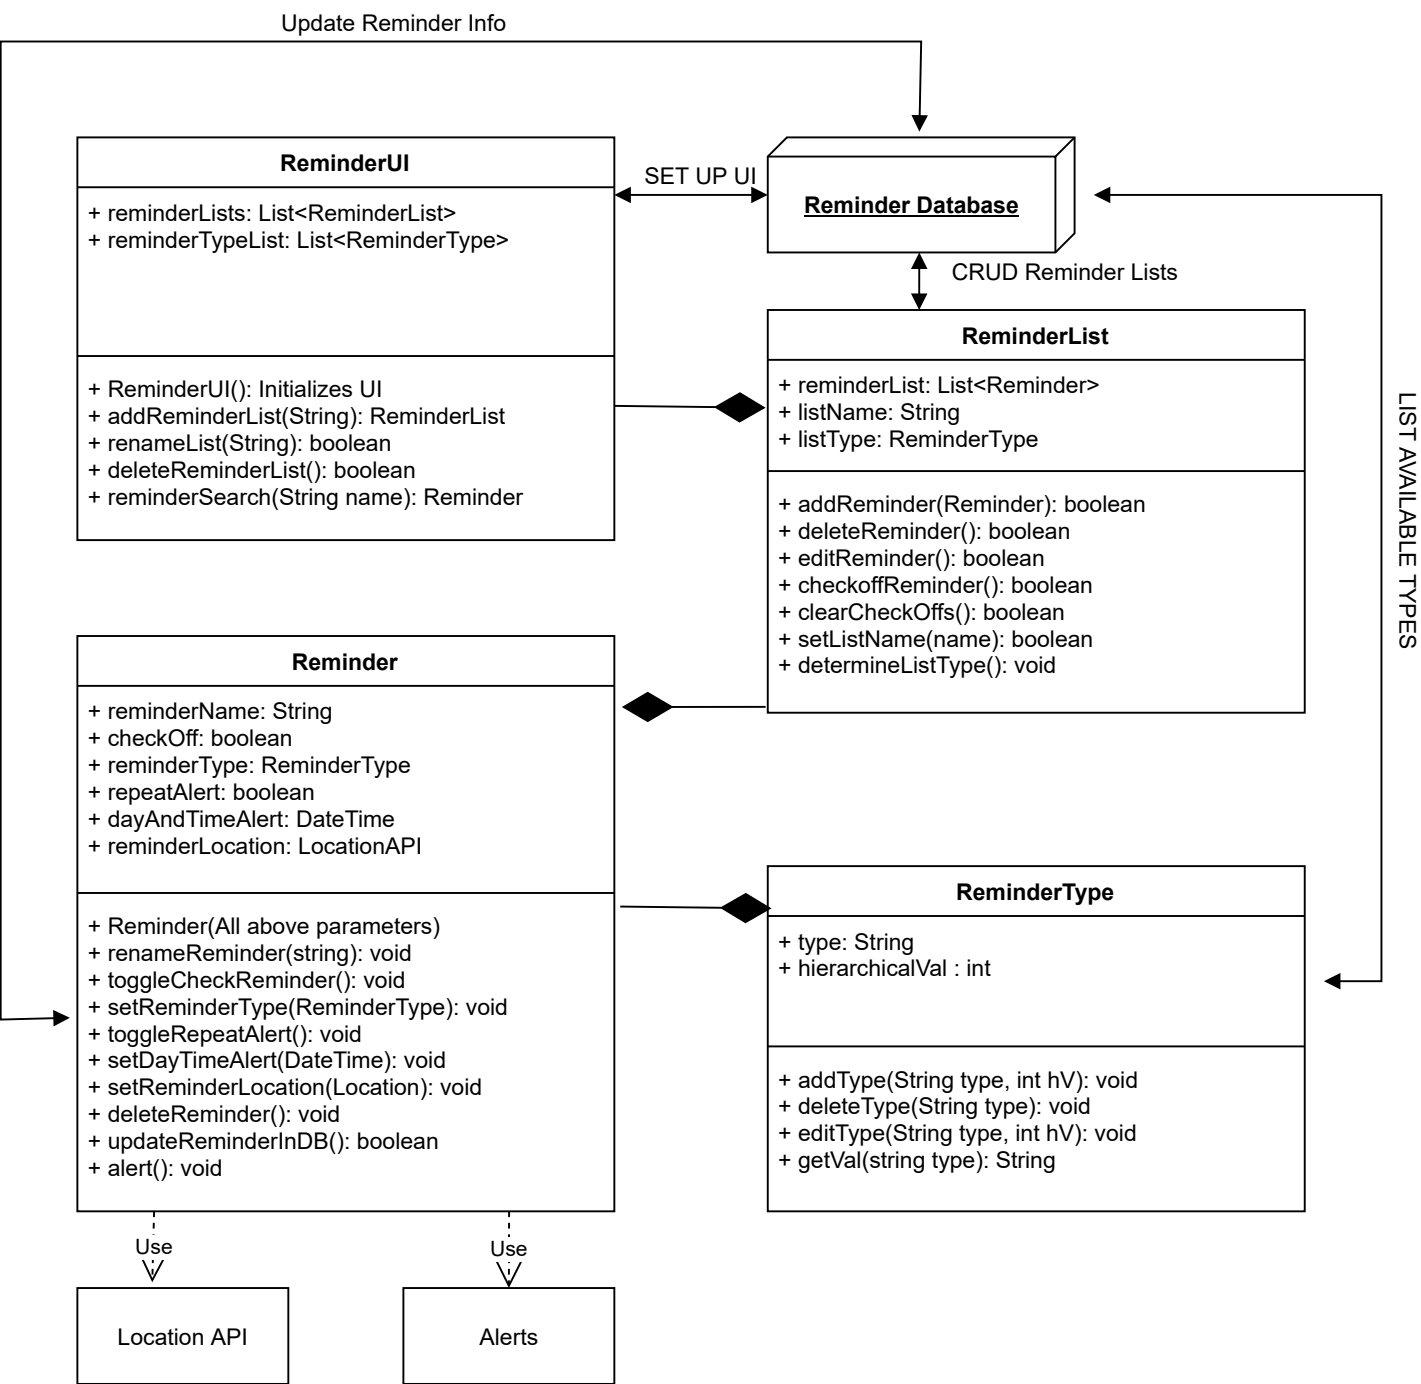 Update Reminder Info
ReminderUI
+ reminderLists: List<ReminderList>
+ reminderTypeList: List<ReminderType>
+ ReminderUI(): Initializes UI
+ addReminderList(String): ReminderList
+ renameList(String): boolean
+ deleteReminderList(): boolean
+ reminderSearch(String name): Reminder
SET UP UI
Reminder Database
CRUD Reminder Lists
ReminderList
+ reminderList: List<Reminder>
+ listName: String
+ listType: ReminderType
+ addReminder(Reminder): boolean
+ deleteReminder(): boolean
+ editReminder(): boolean
+ checkoffReminder(): boolean
+ clearCheckOffs(): boolean
+ setListName(name): boolean
+ determineListType(): void
LIST AVAILABLE TYPES
Reminder
+ reminderName: String
+ checkOff: boolean
+ reminderType: ReminderType
+ repeatAlert: boolean
+ dayAndTimeAlert: DateTime
+ reminderLocation: LocationAPI
+ Reminder(All above parameters)
+ renameReminder(string): void
+ toggleCheckReminder(): void
+ setReminderType(ReminderType): void
+ toggleRepeatAlert(): void
+ setDayTimeAlert(DateTime): void
+ setReminderLocation(Location): void
+ deleteReminder(): void
+ updateReminderInDB(): boolean
+ alert(): void
ReminderType
+ type: String
+ hierarchicalVal : int
+ addType(String type, int hV): void
+ deleteType(String type): void
+ editType(String type, int hV): void
+ getVal(string type): String
Use
Use
Location API
Alerts